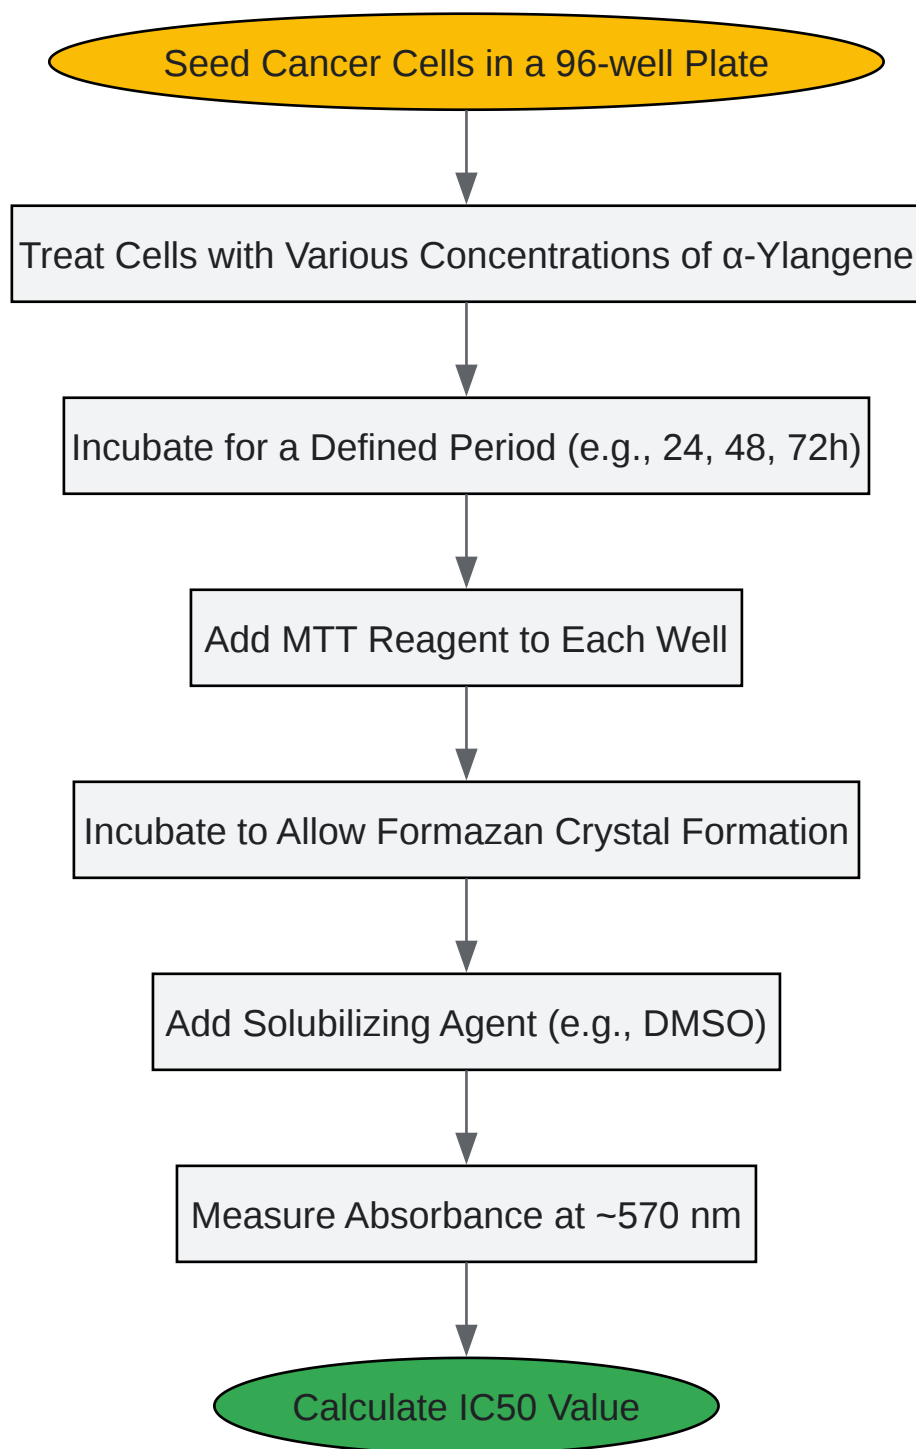 Seed Cancer Cells in a 96-well Plate
Treat Cells with Various Concentrations of α-Ylangene
Incubate for a Defined Period (e.g., 24, 48, 72h)
Add MTT Reagent to Each Well
Incubate to Allow Formazan Crystal Formation
Add Solubilizing Agent (e.g., DMSO)
Measure Absorbance at ~570 nm
Calculate IC50 Value